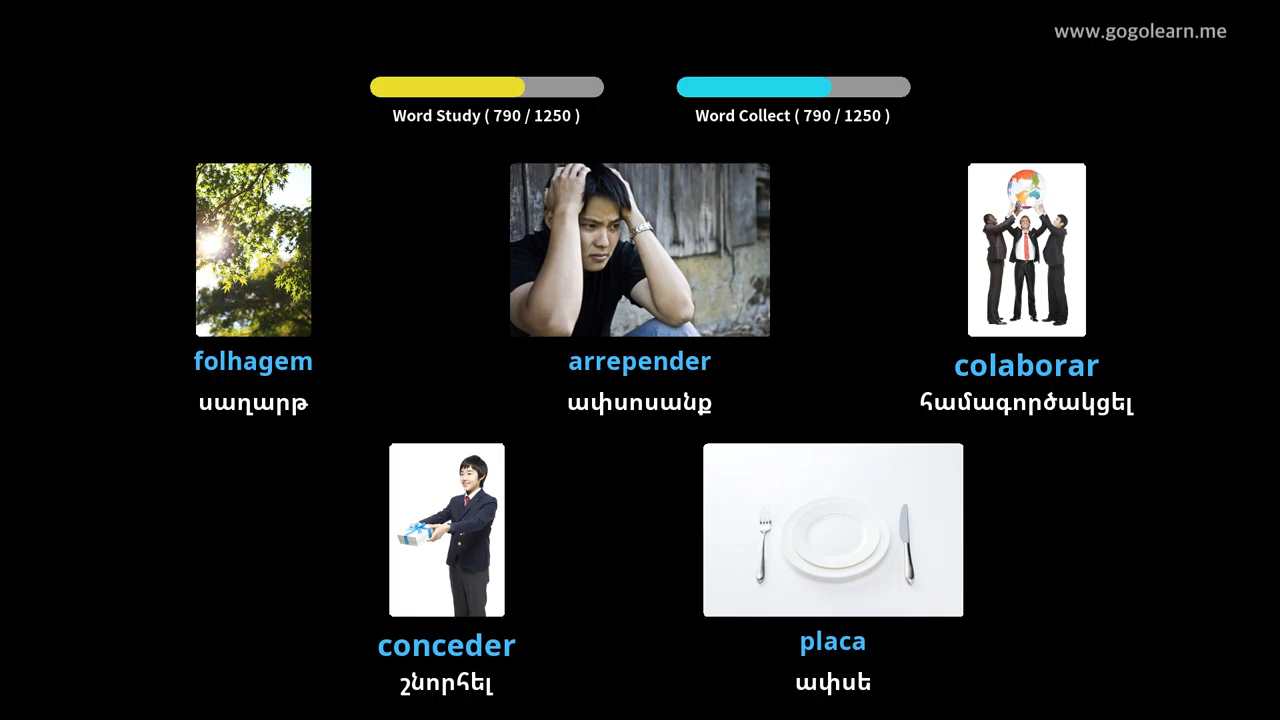 www.gogolearn.me
Word Study ( 790 / 1250 )
Word Collect ( 790 / 1250 )
folhagem
սաղարթ
arrepender
ափսոսանք
colaborar
համագործակցել
conceder
շնորհել
placa
ափսե